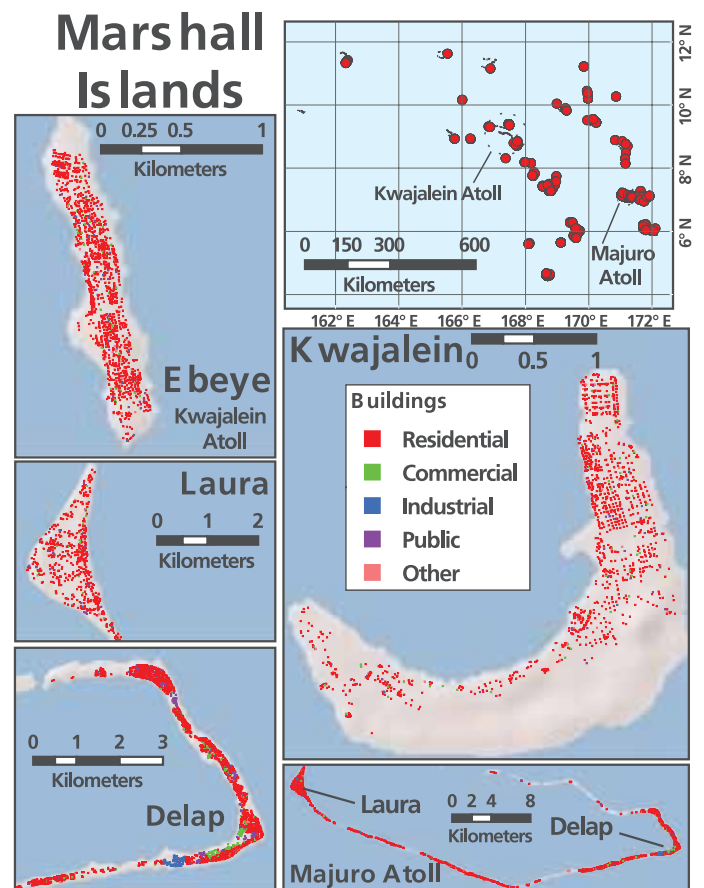 Marshall
Islands
0 0.25 0.5 1
Kilometers
Ebeye
Kwajalein
Atoll
12° N
10° N
8° N
6° N
Kwajalein Atoll
Majuro
Atoll
0 150 300 600
Kilometers
162° E 164° E 166° E 168° E 170° E 172° E
Kwajalein
0 0.5 1
Buildings
Residential
Commercial
Industrial
Public
Other
Laura
0 1 2
Kilometers
0 1 2 3
Kilometers
Delap
Laura
0 2 4 8
Kilometers
Delap
Majuro Atoll